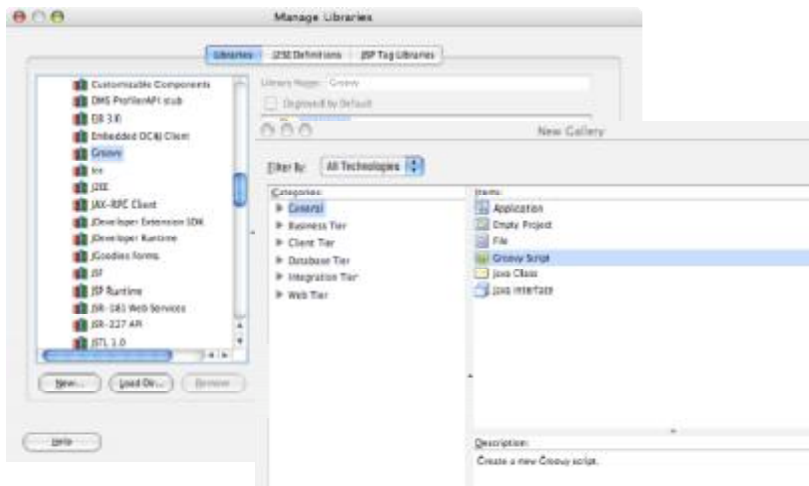 Manage Libraries
Libraries J2SE Definitions JSP Tag Libraries
Customizable Components
DMS ProfilerAPI stub
EJB 3.0
Embedded OC4J Client
Groovy
Ice
J2EE
JAX-RPC Client
JDeveloper Extension SDK
JDeveloper Runtime
JGoodies Forms
JSF
JSP Runtime
JSR-181 Web Services
JSR-227 API
JSTL 1.0
New... Load Dir... Remove
Help
Library Name: Groovy
Deployed by Default
New Gallery
Filter By: All Technologies
Categories:
General
Business Tier
Client Tier
Database Tier
Integration Tier
Web Tier
Items:
Application
Empty Project
File
Groovy Script
Java Class
Java Interface
Description:
Create a new Groovy script.